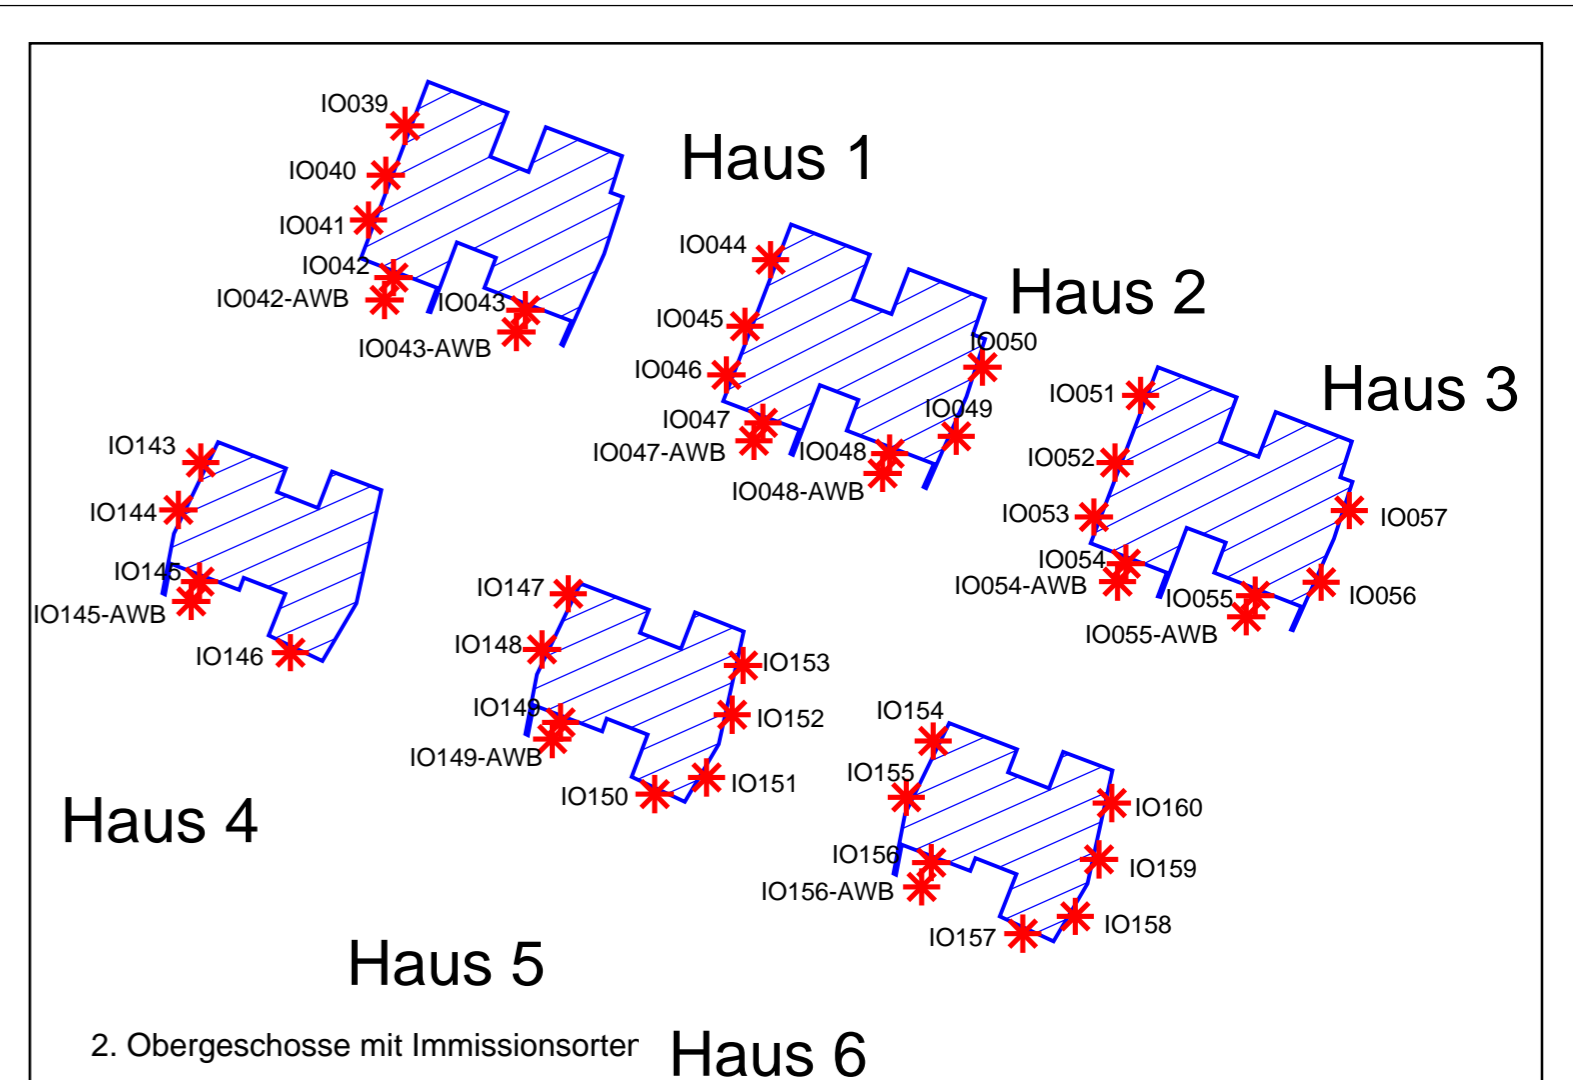 IO039
Haus 1
IO040
IO041
IO042
IO042-AWB
IO043
IO043-AWB
IO044
Haus 2
IO045
IO050
IO046
IO049
IO047
IO047-AWB
IO048
IO048-AWB
Haus 3
IO051
IO052
IO053
IO057
IO054
IO054-AWB
IO055
IO056
IO055-AWB
IO143
IO144
IO145
IO145-AWB
IO146
Haus 4
IO147
IO148
IO153
IO149
IO152
IO149-AWB
IO151
IO150
Haus 5
IO154
IO155
IO160
IO156
IO159
IO156-AWB
IO158
IO157
Haus 6
2. Obergeschosse mit Immissionsorten